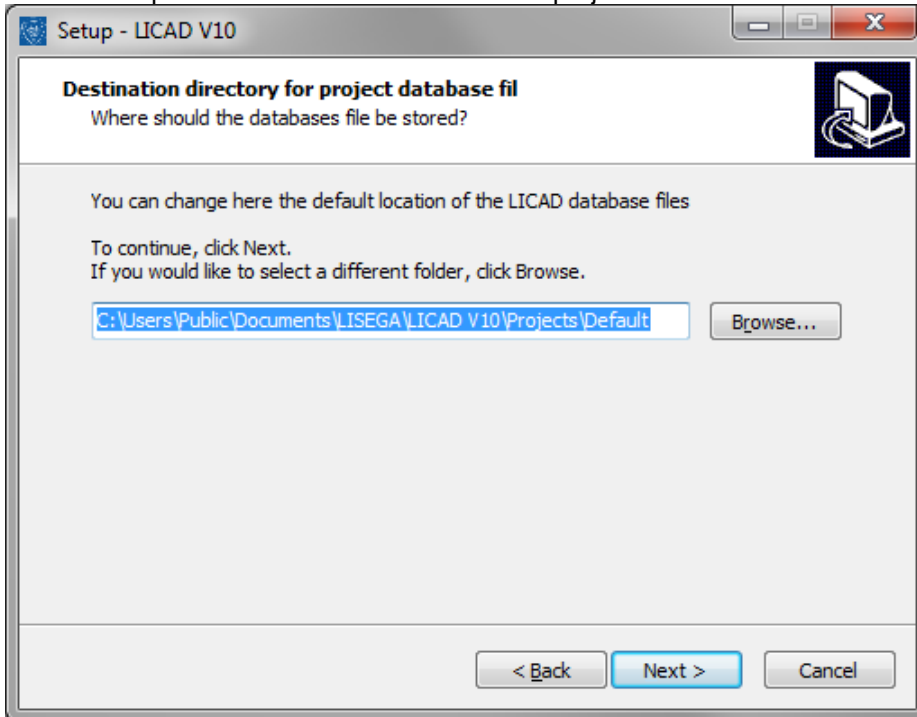 Setup - LICAD V10
Destination directory for project database fil
Where should the databases file be stored?
You can change here the default location of the LICAD database files
To continue, click Next.
If you would like to select a different folder, click Browse.
C:\Users\Public\Documents\LISEGA\LICAD V10\Projects\Default
Browse...
< Back
Next >
Cancel